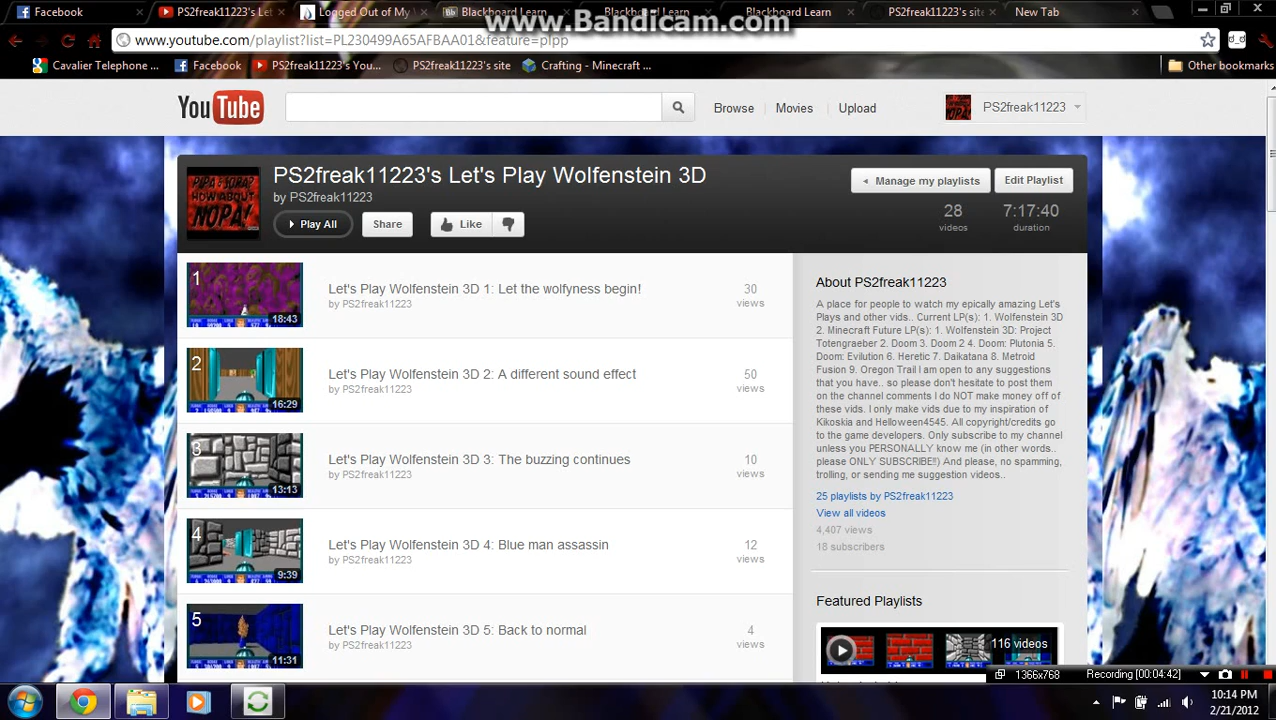 www.Bandicam.com
Facebook
PS2freak11223's Let
Logged Out of My
Blackboard Learn
Blackboard Learn
Blackboard Learn
PS2freak11223's site
New Tab
www.youtube.com/playlist?list=PL230499A65AFBAA01&feature=plpp
Cavalier Telephone ...
Facebook
PS2freak11223's You...
PS2freak11223's site
Crafting - Minecraft ...
Other bookmarks
YouTube
Browse
Movies
Upload
PS2freak11223
PIPA & SOPA?
HOW ABOUT
NOPA!
PS2freak11223's Let's Play Wolfenstein 3D
by PS2freak11223
Play All
Share
Like
Manage my playlists
Edit Playlist
28
videos
7:17:40
duration
1
18:43
Let's Play Wolfenstein 3D 1: Let the wolfyness begin!
by PS2freak11223
30
views
2
16:29
Let's Play Wolfenstein 3D 2: A different sound effect
by PS2freak11223
50
views
3
13:13
Let's Play Wolfenstein 3D 3: The buzzing continues
by PS2freak11223
10
views
4
9:39
Let's Play Wolfenstein 3D 4: Blue man assassin
by PS2freak11223
12
views
5
11:31
Let's Play Wolfenstein 3D 5: Back to normal
by PS2freak11223
4
views
About PS2freak11223
A place for people to watch my epically amazing Let's
Plays and other vids.. Current LP(s): 1. Wolfenstein 3D
2. Minecraft Future LP(s): 1. Wolfenstein 3D: Project
Totengraeber 2. Doom 3. Doom 2 4. Doom: Plutonia 5.
Doom: Evilution 6. Heretic 7. Daikatana 8. Metroid
Fusion 9. Oregon Trail I am open to any suggestions
that you have.. so please don't hesitate to post them
on the channel comments I do NOT make money off of
these vids. I only make vids due to my inspiration of
Kikoskia and Helloween4545. All copyright/credits go
to the game developers. Only subscribe to my channel
unless you PERSONALLY know me (in other words..
please ONLY SUBSCRIBE!!) And please, no spamming,
trolling, or sending me suggestion videos..
25 playlists by PS2freak11223
View all videos
4,407 views
18 subscribers
Featured Playlists
116 videos
1366x768
Recording [00:04:42]
10:14 PM
2/21/2012